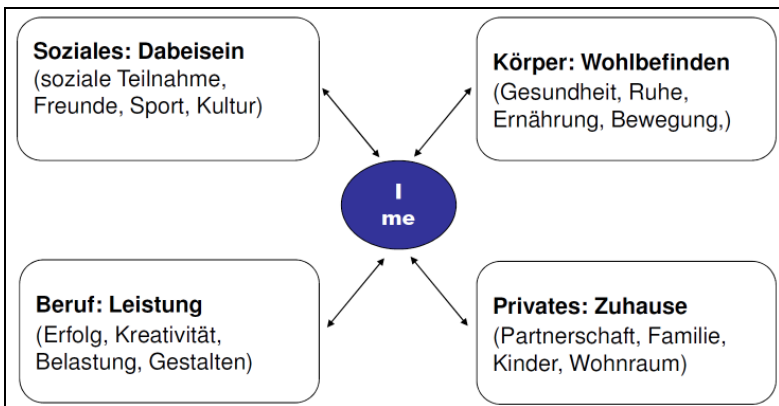 Soziales: Dabeisein
(soziale Teilnahme,
Freunde, Sport, Kultur)
Körper: Wohlbefinden
(Gesundheit, Ruhe,
Ernährung, Bewegung,)
I
me
Beruf: Leistung
(Erfolg, Kreativität,
Belastung, Gestalten)
Privates: Zuhause
(Partnerschaft, Familie,
Kinder, Wohnraum)